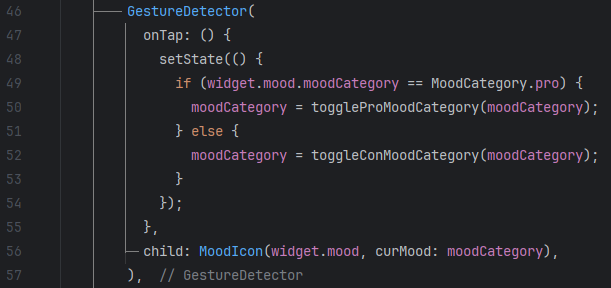 46 GestureDetector(
47 onTap: () {
48 setState(() {
49 if (widget.mood.moodCategory == MoodCategory.pro) {
50 moodCategory = toggleProMoodCategory(moodCategory);
51 } else {
52 moodCategory = toggleConMoodCategory(moodCategory);
53 }
54 });
55 },
56 child: MoodIcon(widget.mood, curMood: moodCategory),
57 ), // GestureDetector